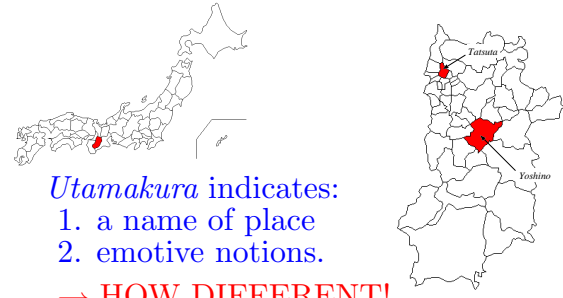 Tatsuta
Yoshino
Utamakura indicates:
1. a name of place
2. emotive notions.
→ HOW DIFFERENT!